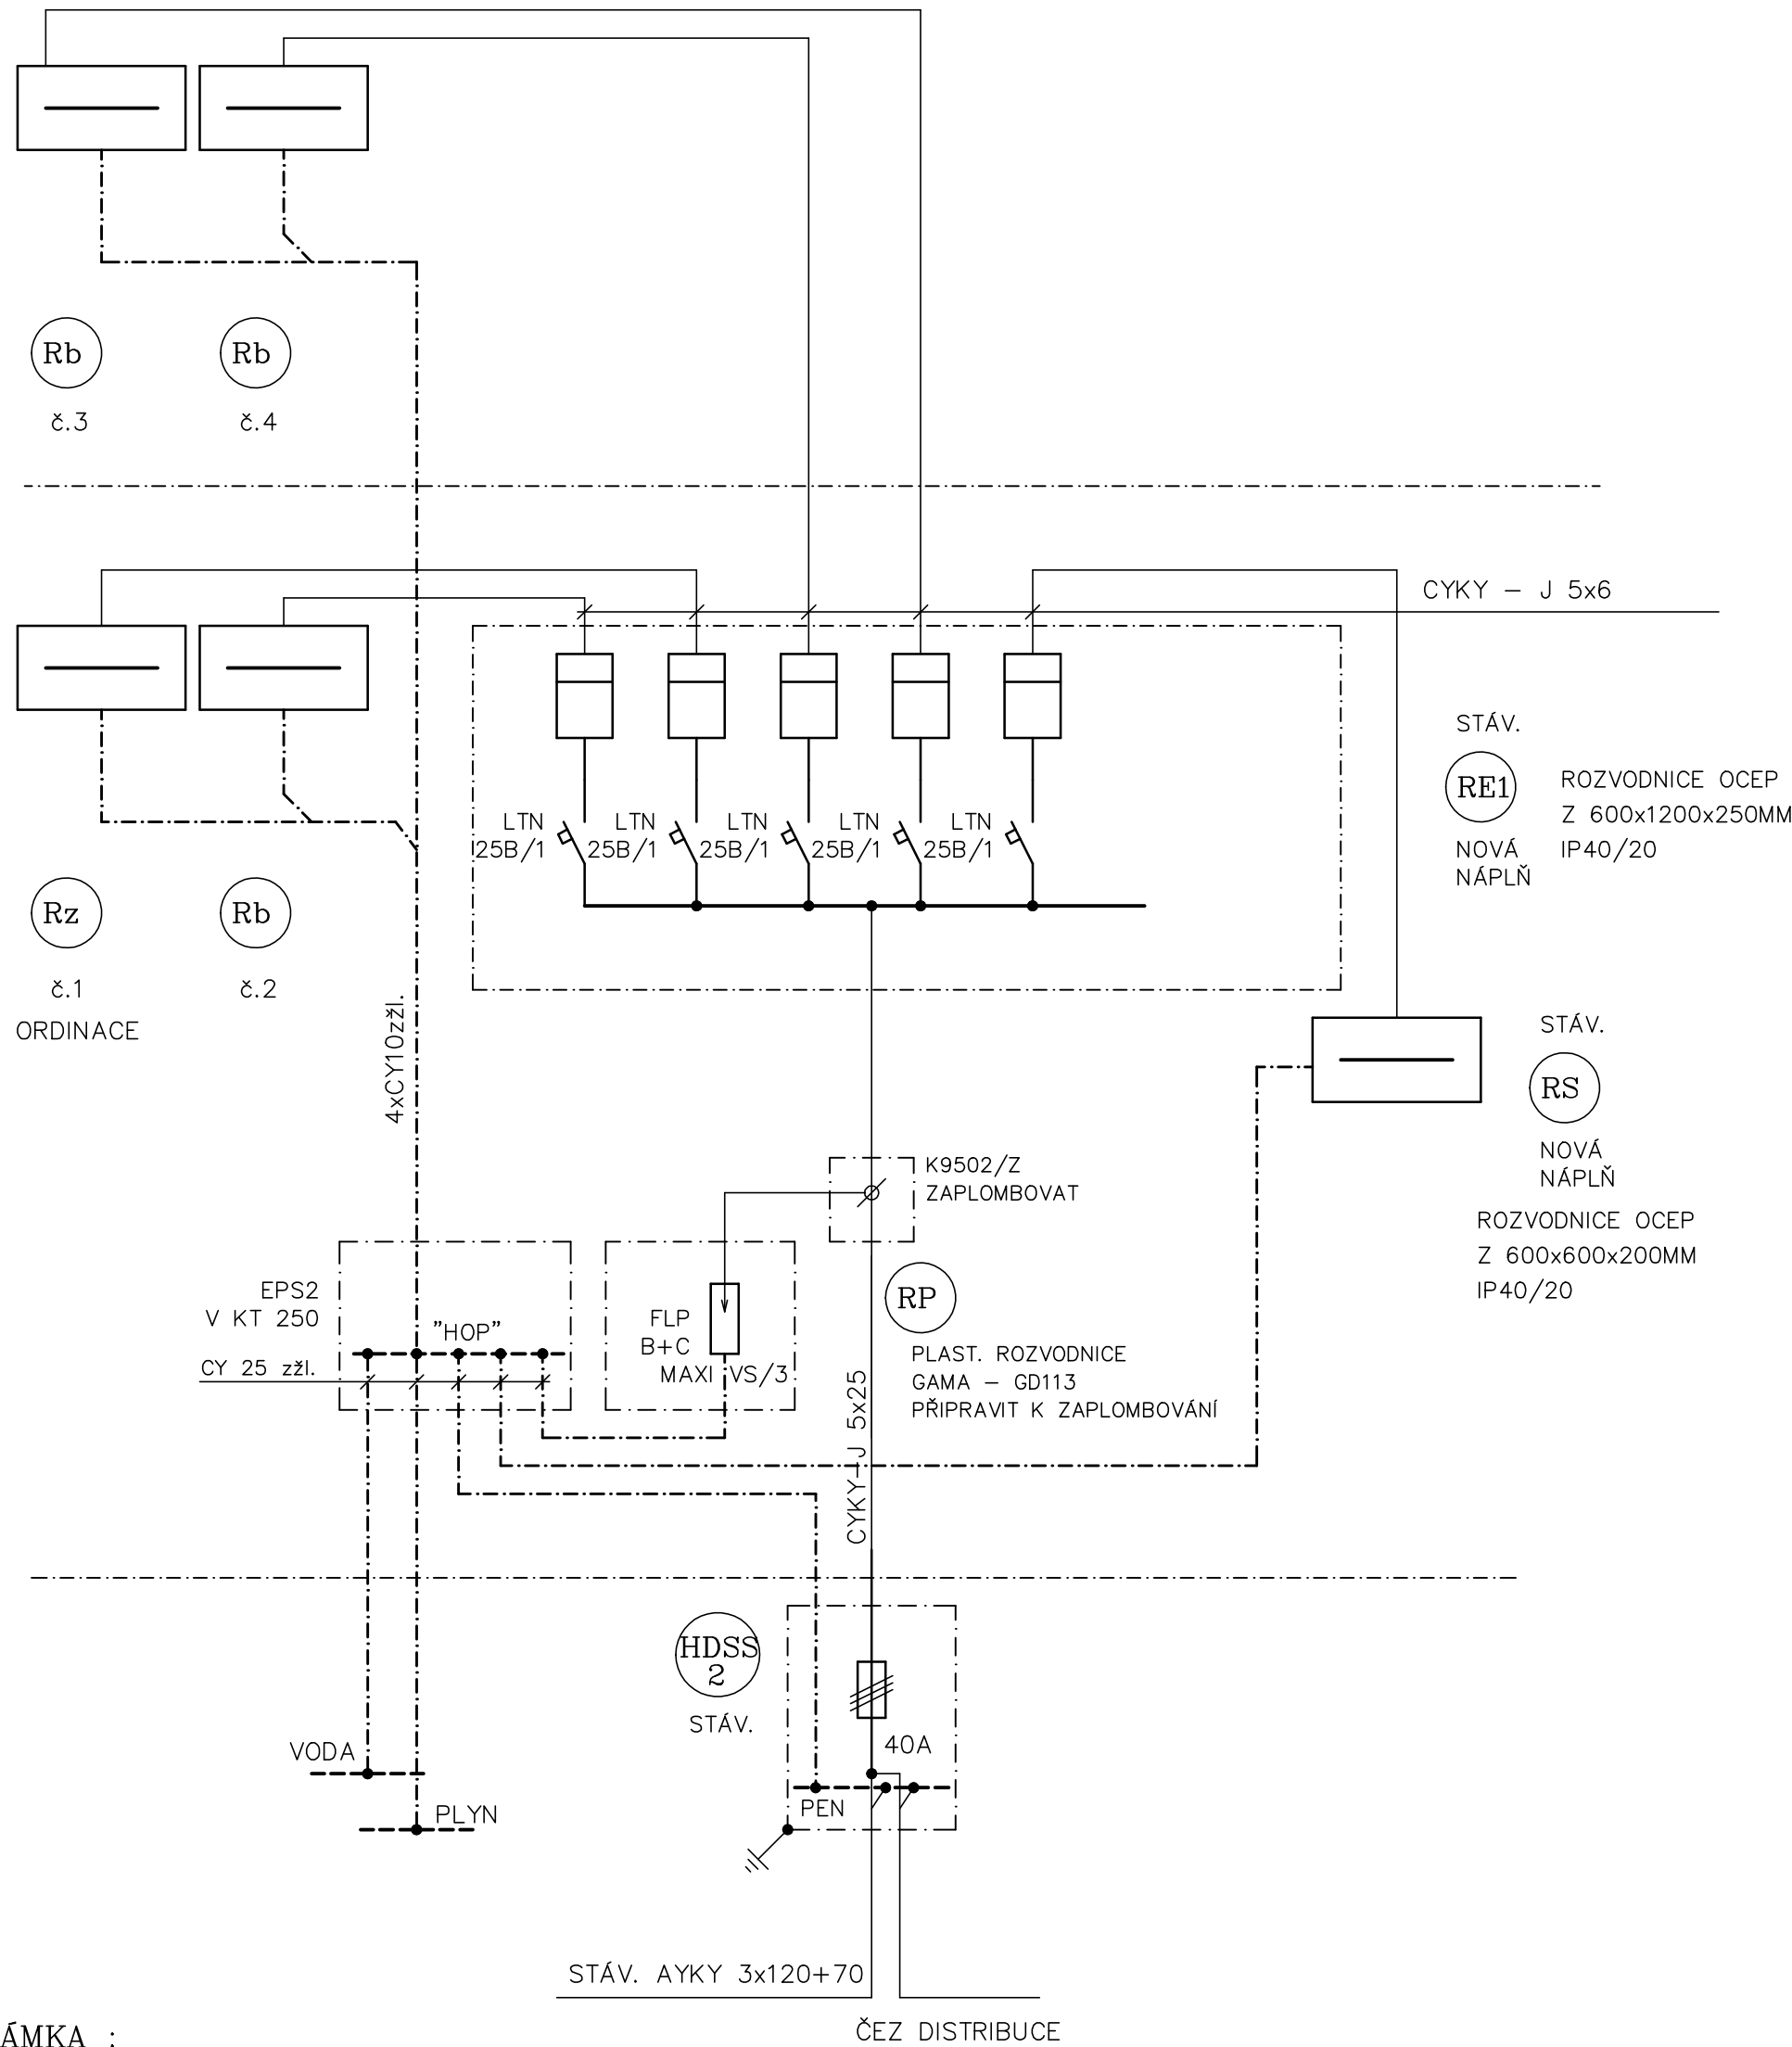 Rb
Rb
č.3
č.4
CYKY – J 5x6
STÁV.
RE1
ROZVODNICE OCEP
Z 600x1200x250MM
IP40/20
NOVÁ
NÁPLŇ
LTN
25B/1
LTN
25B/1
LTN
25B/1
LTN
25B/1
LTN
25B/1
Rz
Rb
č.1
č.2
ORDINACE
4xCY10zžl.
STÁV.
RS
NOVÁ
NÁPLŇ
ROZVODNICE OCEP
Z 600x600x200MM
IP40/20
K9502/Z
ZAPLOMBOVAT
EPS2
V KT 250
"HOP"
CY 25 zžl.
FLP
B+C
MAXI VS/3
RP
PLAST. ROZVODNICE
GAMA – GD113
PŘIPRAVIT K ZAPLOMBOVÁNÍ
CYKY–J 5x25
HDSS
2
STÁV.
40A
PEN
VODA
PLYN
STÁV. AYKY 3x120+70
ČEZ DISTRIBUCE
ÁMKA :